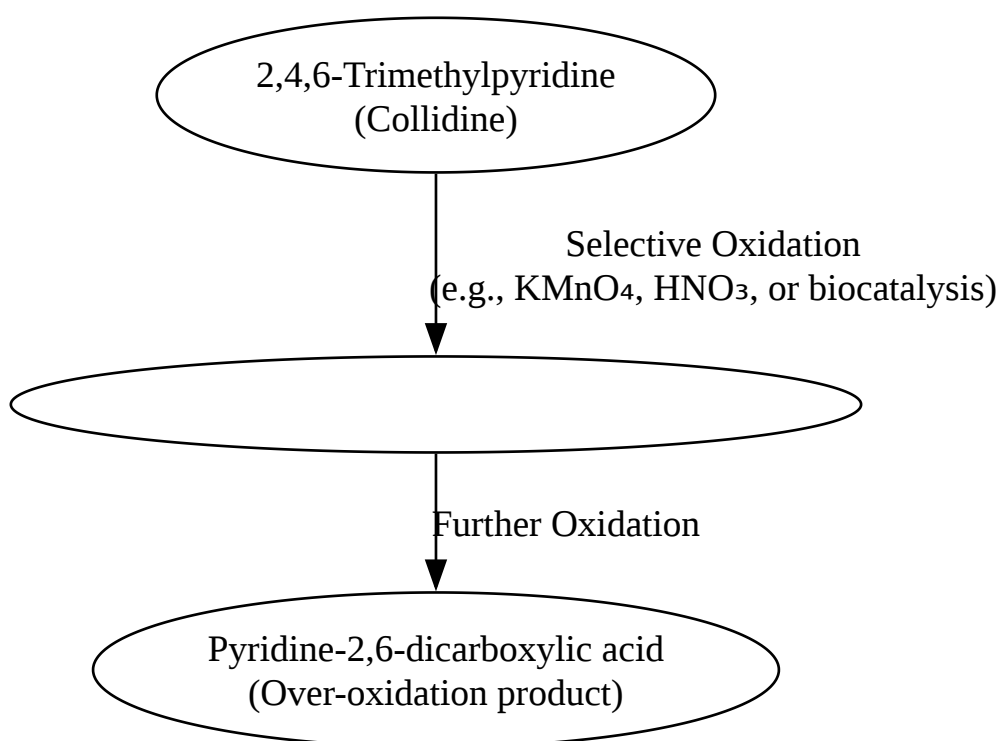 2,4,6-Trimethylpyridine
(Collidine)
Selective Oxidation
(e.g., KMnO₄, HNO₃, or biocatalysis)
Further Oxidation
Pyridine-2,6-dicarboxylic acid
(Over-oxidation product)